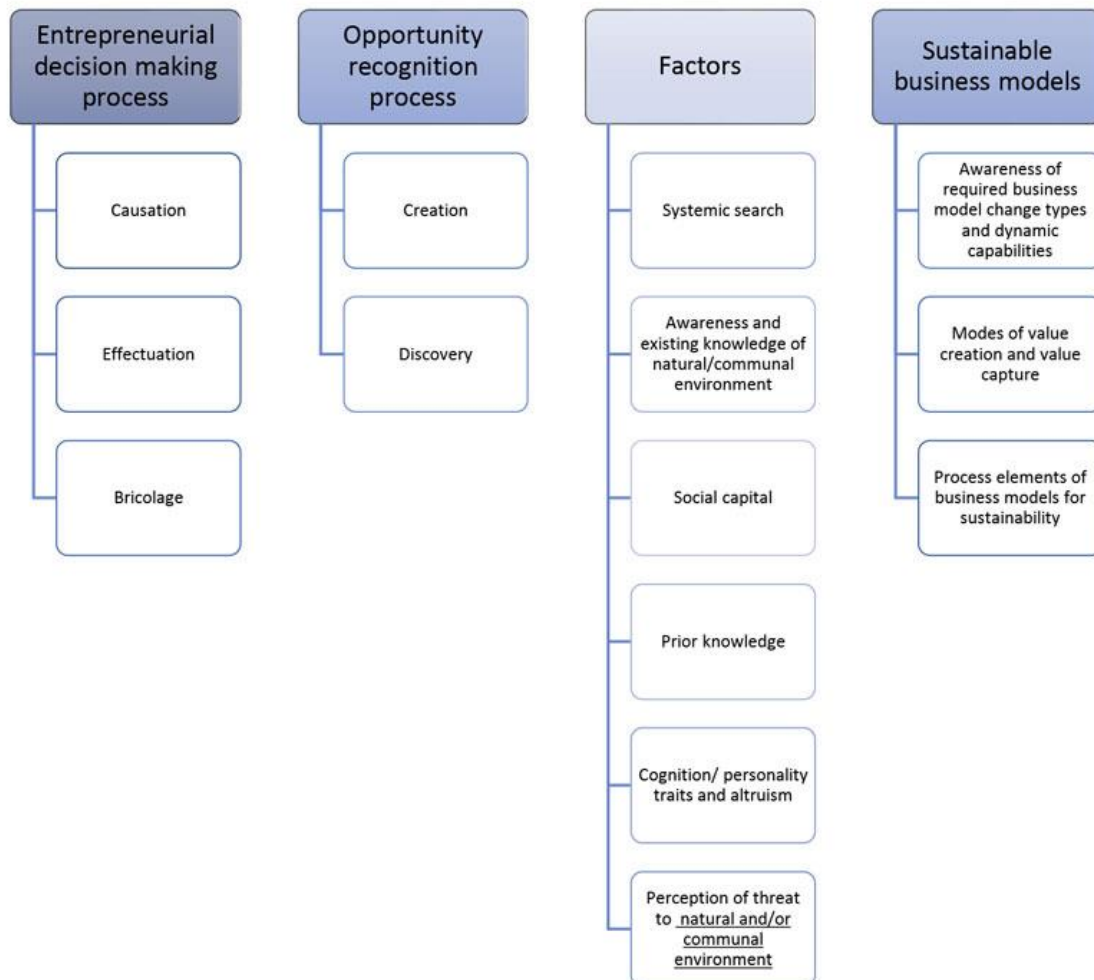 Entrepreneurial
decision making
process
Causation
Effectuation
Bricolage
Opportunity
recognition
process
Creation
Discovery
Factors
Systemic search
Awareness and
existing knowledge of
natural/communal
environment
Social capital
Prior knowledge
Cognition/ personality
traits and altruism
Perception of threat
to natural and/or
communal
environment
Sustainable
business models
Awareness of
required business
model change types
and dynamic
capabilities
Modes of value
creation and value
capture
Process elements of
business models for
sustainability